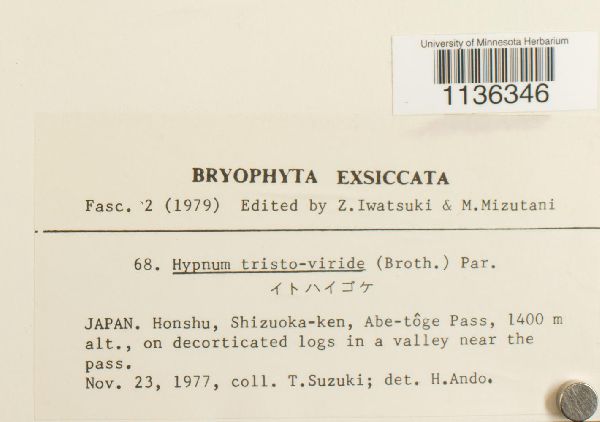 University of Minnesota Herbarium
1136346
BRYOPHYTA EXSICCATA
Fasc. 2 (1979) Edited by Z.Iwatsuki & M.Mizutani
68. Hypnum tristo-viride (Broth.) Par.
イトハイゴケ
JAPAN. Honshu, Shizuoka-ken, Abe-tôge Pass, 1400 m
alt., on decorticated logs in a valley near the
pass.
Nov. 23, 1977, coll. T.Suzuki; det. H.Ando.